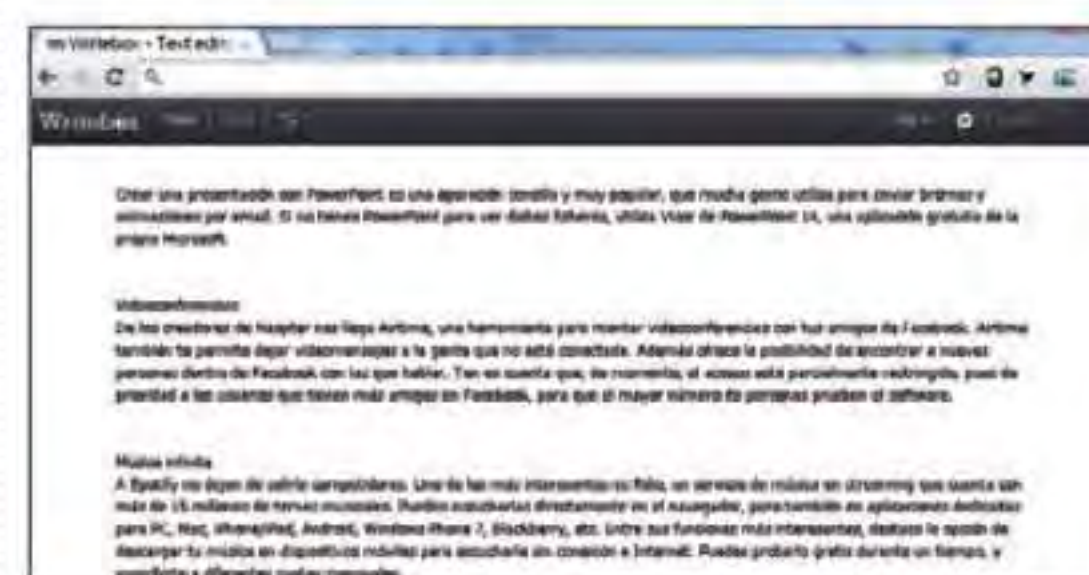 Writebox - Text edit
Writebox
Crear una presentación con PowerPoint es una operación sencilla y muy popular, que mucha gente utiliza para enviar bromas y
animaciones por email. Si no tienes PowerPoint para ver dichos ficheros, utiliza Visor de PowerPoint 14, una aplicación gratuita de la
propia Microsoft.
Videoconferencias
De los creadores de Napster nos llega Airtime, una herramienta para montar videoconferencias con tus amigos de Facebook. Airtime
también te permite dejar videomensajes a la gente que no está conectada. Además ofrece la posibilidad de encontrar a nuevas
personas dentro de Facebook con las que hablar. Ten en cuenta que, de momento, el acceso está parcialmente restringido, pues da
prioridad a los usuarios que tienen más amigos en Facebook, para que el mayor número de personas prueben el software.
Música infinita
A Spotify no dejan de salirle competidores. Uno de los más interesantes es Rdio, un servicio de música en streaming que cuenta con
más de 15 millones de temas musicales. Puedes escucharlos directamente en el navegador, pero también en aplicaciones dedicadas
para PC, Mac, iPhone/iPad, Android, Windows Phone 7, Blackberry, etc. Entre sus funciones más interesantes, destaca la opción de
descargar tu música en dispositivos móviles para escucharla sin conexión a Internet. Puedes probarlo gratis durante un tiempo, y